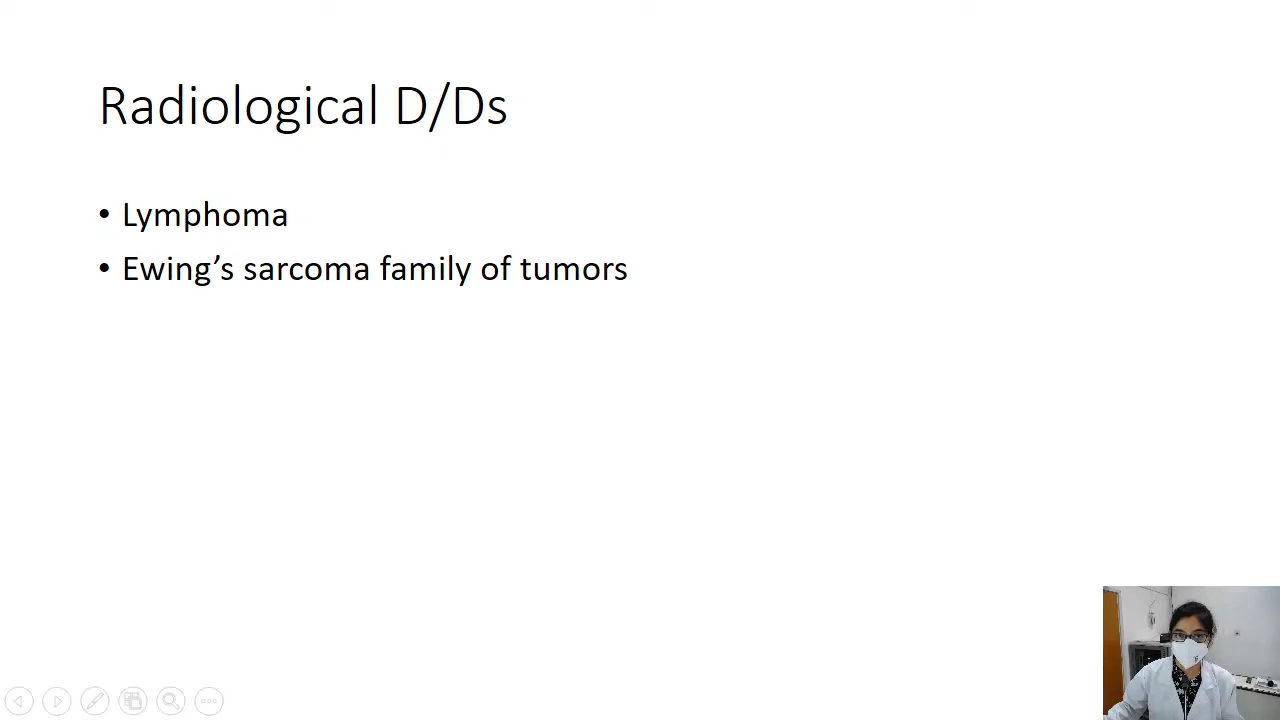 Radiological D/Ds
• Lymphoma
• Ewing’s sarcoma family of tumors